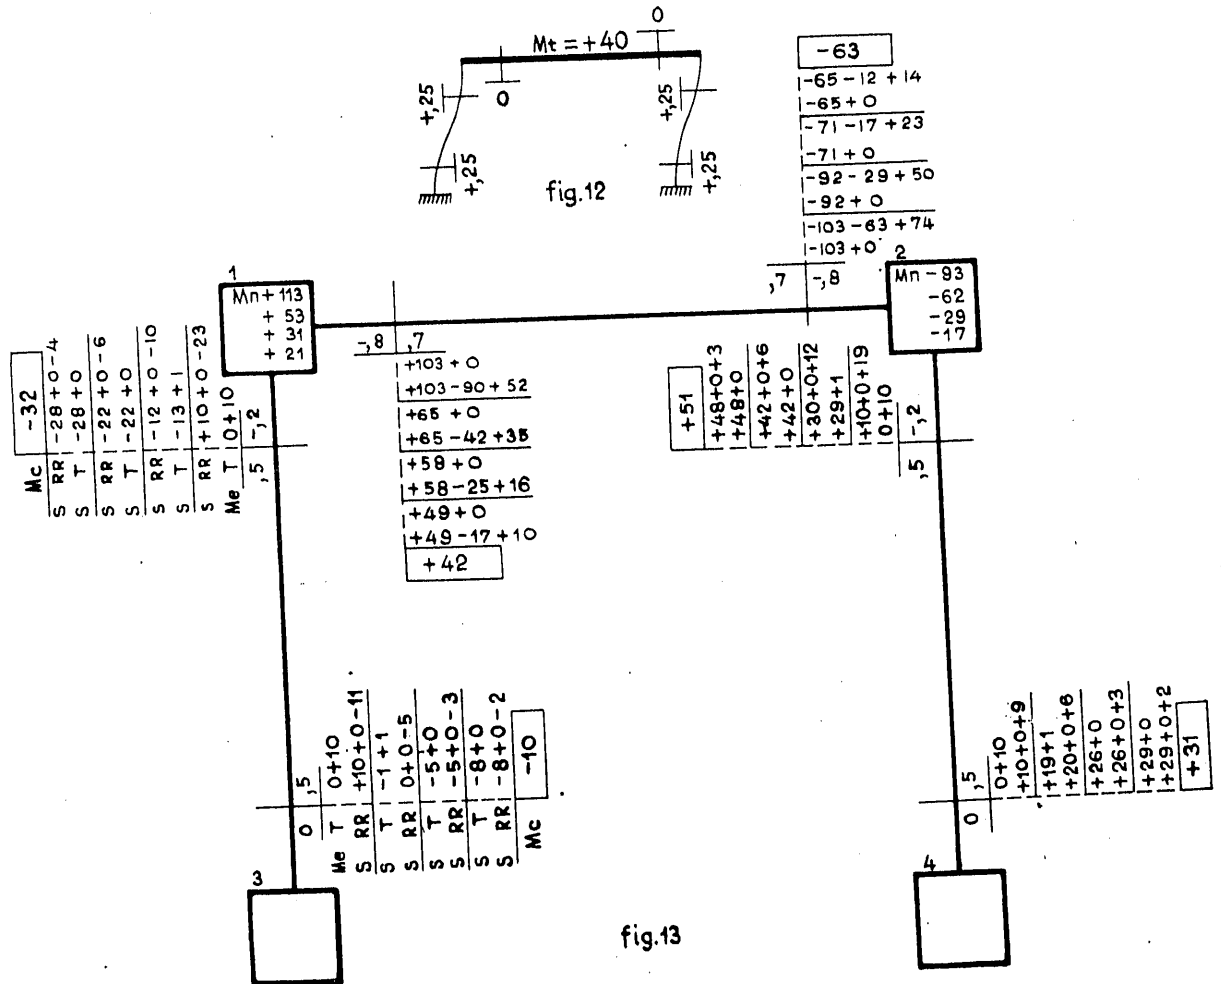 0
Mt = +40
0
+,25
+,25
+,25
+,25
fig.12
-63
-65 -12 + 14
-65+0
-71 -17 + 23
-71 + 0
-92 - 29 + 50
-92 + 0
-103 -63 + 74
-103 +0
,7 -,8
1
Mn + 113
+ 53
+ 31
+ 21
2
Mn - 93
-62
-29
-17
-,8 ,7
+103 + 0
+103 - 90 + 52
+65 + 0
+65 -42 +35
+58 + 0
+58 - 25 + 16
+49 + 0
+49 -17 + 10
+ 42
Mc -32
S RR -28 + 0 - 4
S T -28 + 0
S RR -22 + 0 - 6
S T -22 + 0
S RR -12 + 0 -10
S T -13 + 1
S RR +10 + 0 -23
Me T 0+10
,5 -,2
+51
+48+0+3
+48+0
+42+0+6
+42+0
+30+0+12
+29+1
+10+0+19
0+10
,5 -,2
0 ,5
Me T 0+10
S RR +10+0-11
S T -1 +1
S RR 0+0-5
S T -5+0
S RR -5+0-3
S T -8+0
S RR -8+0-2
Mc -10
0 ,5
0+10
+10+0+9
+19+1
+20+0+6
+26+0
+26+0+3
+29+0
+29+0+2
+31
3
4
fig.13